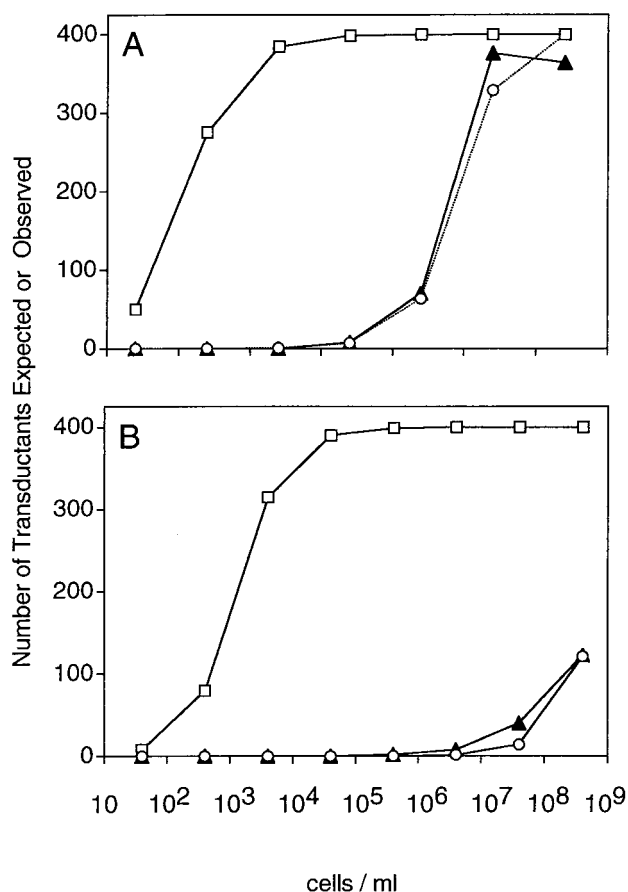 A
400
300
200
100
0
B
400
300
200
100
0
Number of Transductants Expected or Observed
10 10² 10³ 10⁴ 10⁵ 10⁶ 10⁷ 10⁸ 10⁹
cells / ml